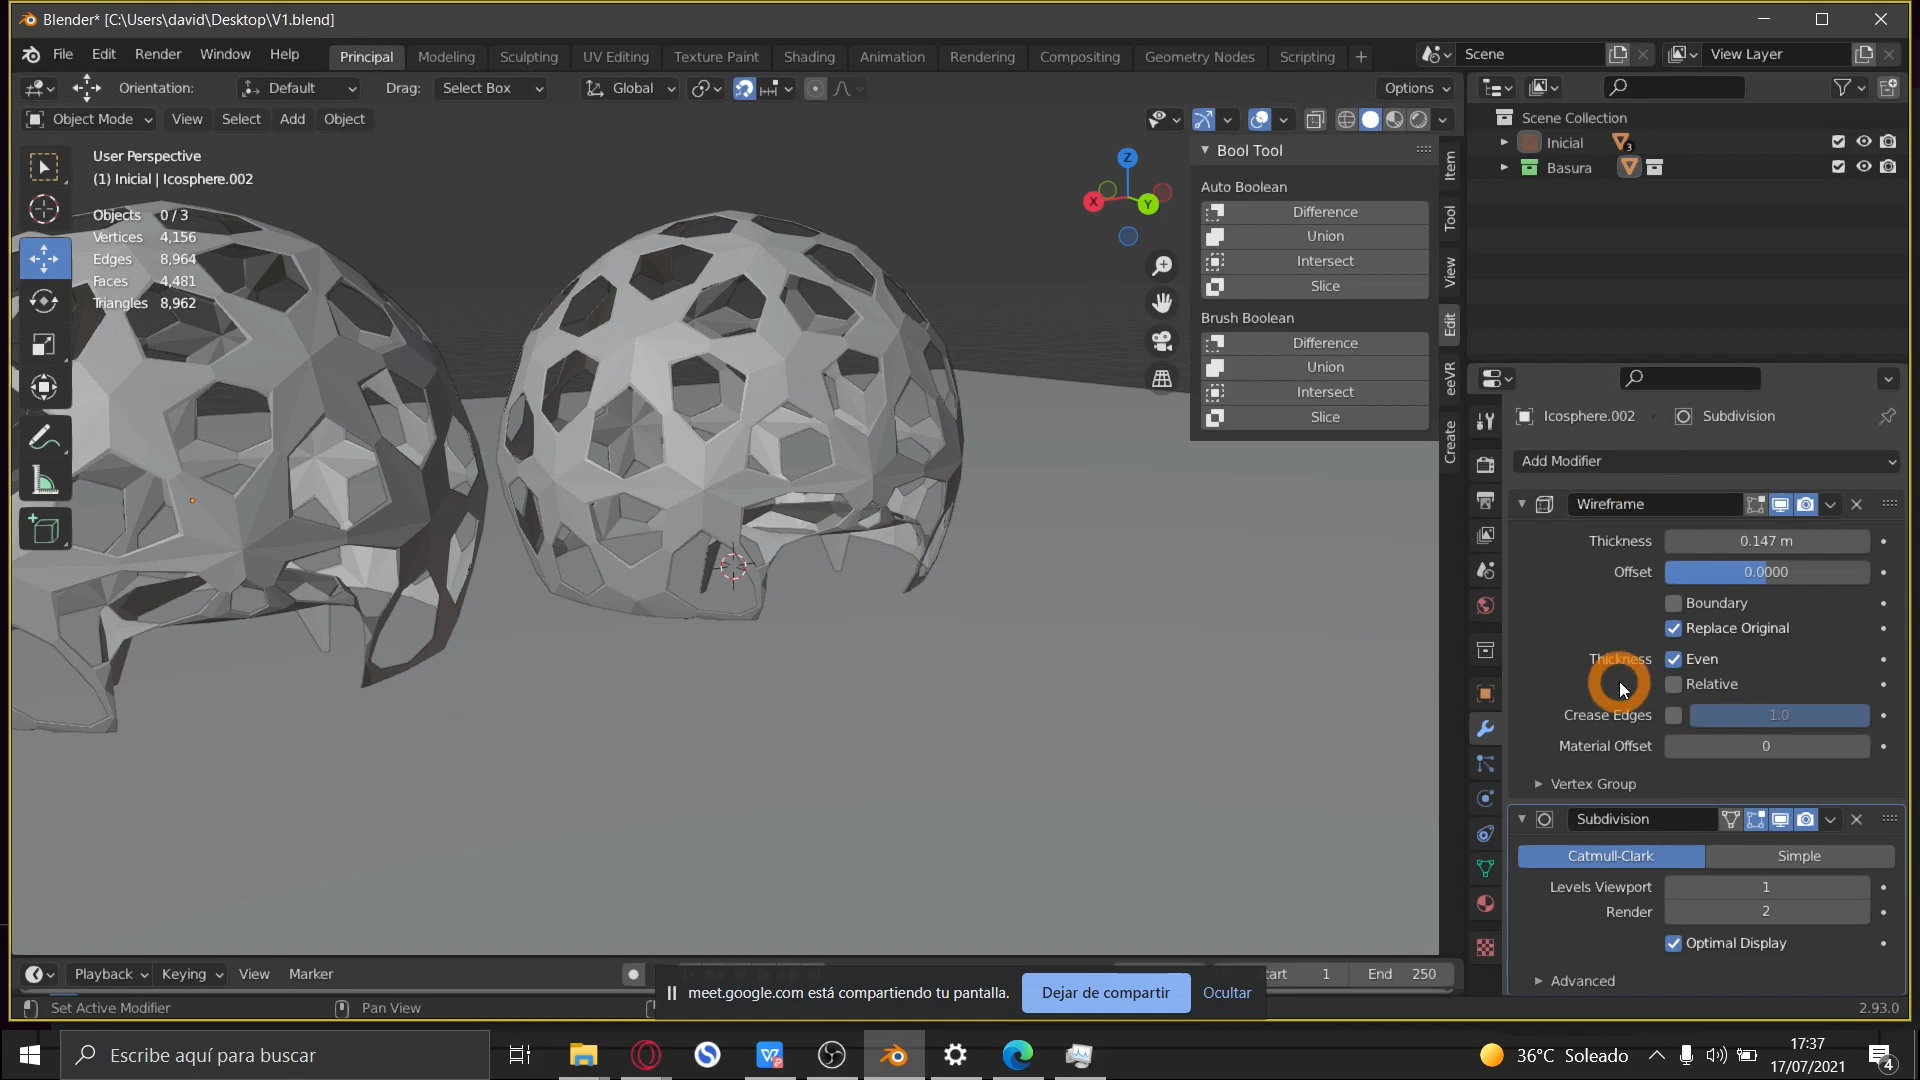 Blender* [C:\Users\david\Desktop\V1.blend]
File Edit Render Window Help Principal Modeling Sculpting UV Editing Texture Paint Shading Animation Rendering Compositing Geometry Nodes Scripting + Scene View Layer
Orientation: Default Drag: Select Box Global Options
Object Mode View Select Add Object
User Perspective
(1) Inicial | Icosphere.002
Objects 0/3
Vertices 4,156
Edges 8,964
Faces 4,481
Triangles 8,962
Z
X
Y
Bool Tool
Auto Boolean
Difference
Union
Intersect
Slice
Brush Boolean
Difference
Union
Intersect
Slice
Item
Tool
View
Edit
eeVR
Create
Scene Collection
Inicial 3
Basura
Icosphere.002 Subdivision
Add Modifier
Wireframe
Thickness 0.147 m
Offset 0.0000
Boundary
Replace Original
Thickness Even
Relative
Crease Edges 1.0
Material Offset 0
Vertex Group
Subdivision
Catmull-Clark Simple
Levels Viewport 1
Render 2
Optimal Display
Advanced
Playback Keying View Marker
End 250
1
Set Active Modifier Pan View
2.93.0
meet.google.com está compartiendo tu pantalla. Dejar de compartir Ocultar
Escribe aquí para buscar
36°C Soleado
17:37
17/07/2021
4